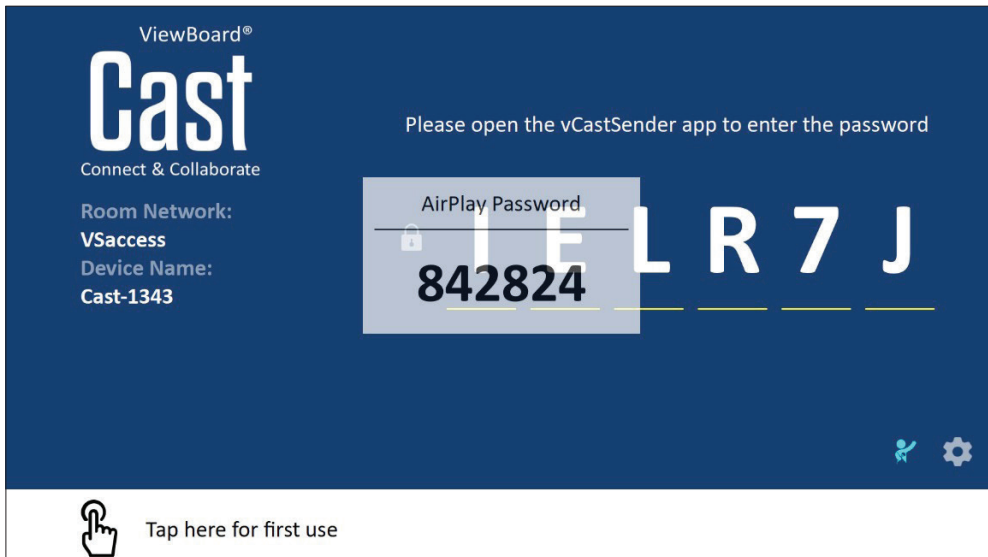 ViewBoard®
Cast
Connect & Collaborate
Room Network:
VSaccess
Device Name:
Cast-1343
Please open the vCastSender app to enter the password
AirPlay Password
842824
I E L R 7 J
Tap here for first use